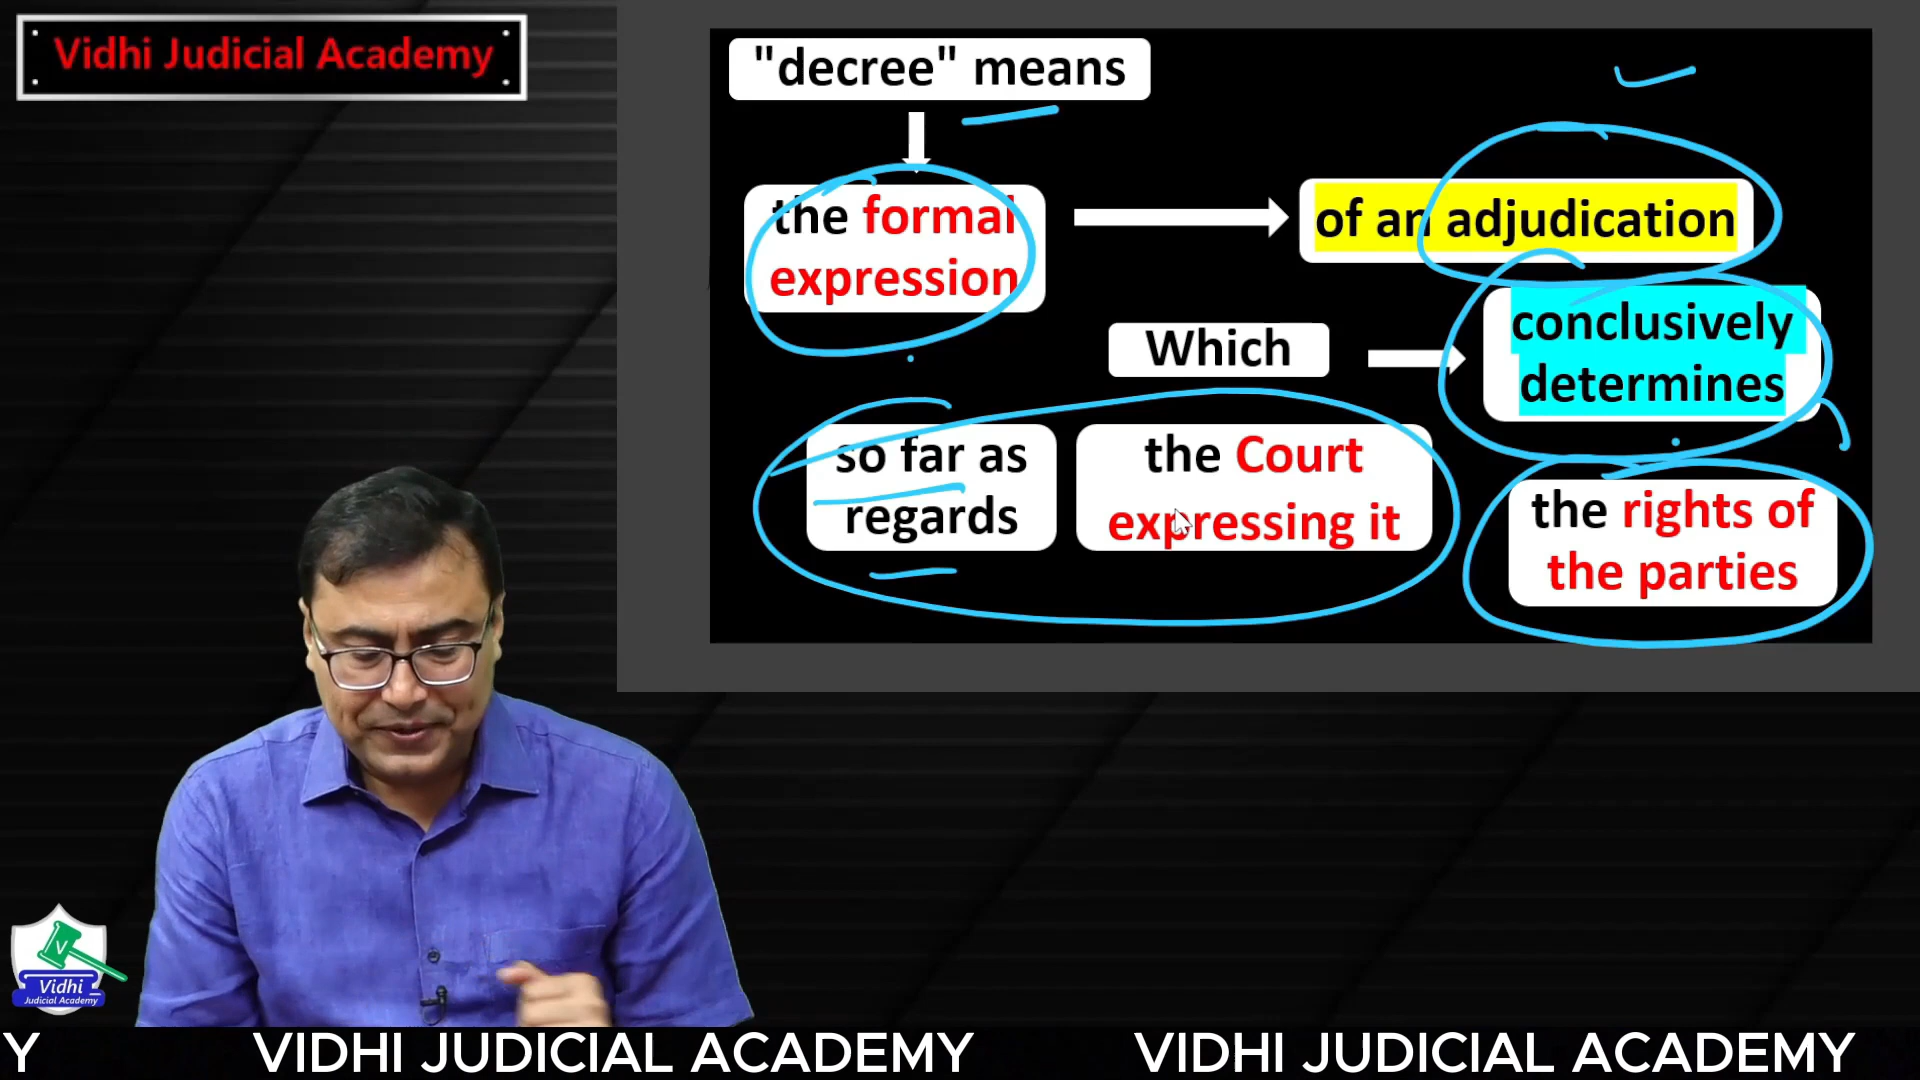 Vidhi Judicial Academy
"decree" means
the formal
expression
of an adjudication
Which
conclusively
determines
so far as
regards
the Court
expressing it
the rights of
the parties
V
Vidhi
Judicial Academy
Y VIDHI JUDICIAL ACADEMY VIDHI JUDICIAL ACADEMY